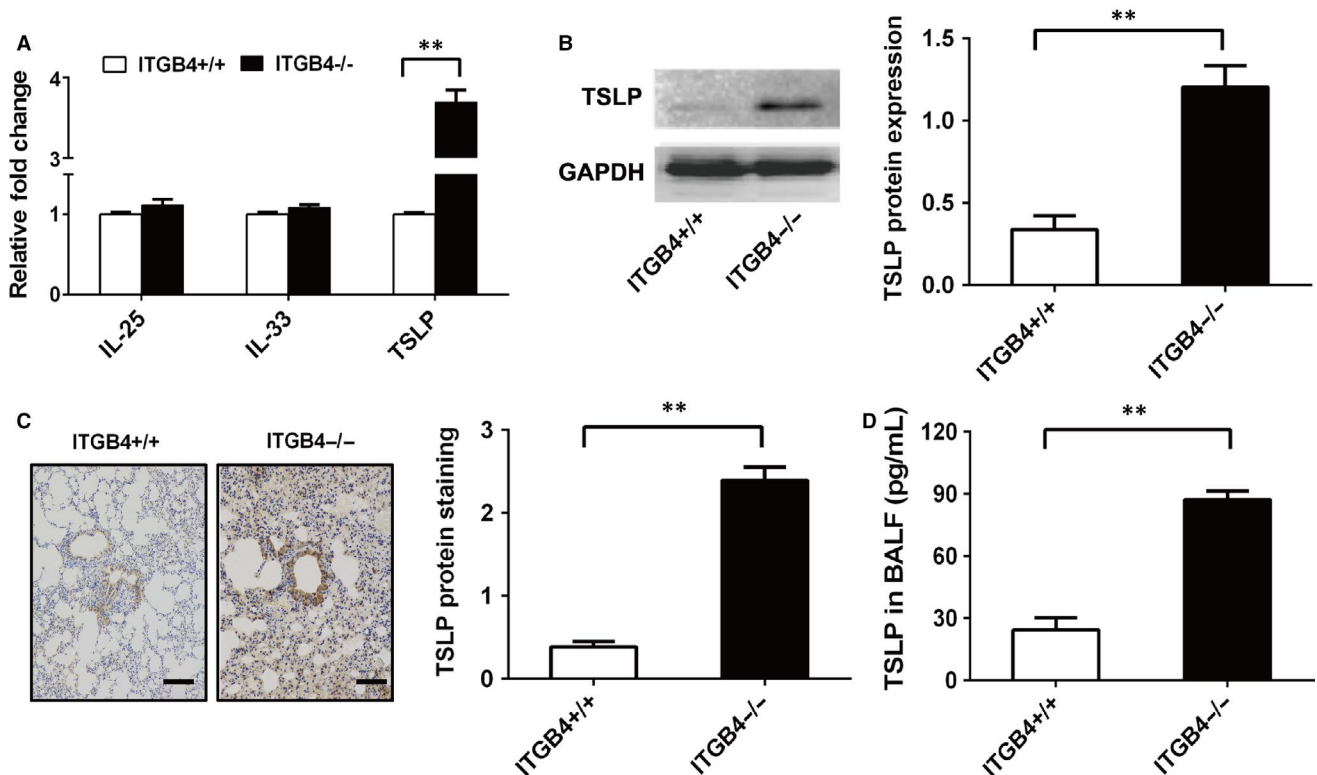 A
ITGB4+/+ ITGB4-/-
**
Relative fold change
4
3
1
0
IL-25
IL-33
TSLP
B
TSLP
GAPDH
ITGB4+/+
ITGB4–/–
**
TSLP protein expression
1.5
1.0
0.5
0.0
ITGB4+/+
ITGB4–/–
C
ITGB4+/+
ITGB4–/–
**
TSLP protein staining
3
2
1
0
ITGB4+/+
ITGB4–/–
D
**
TSLP in BALF (pg/mL)
120
90
60
30
0
ITGB4+/+
ITGB4–/–